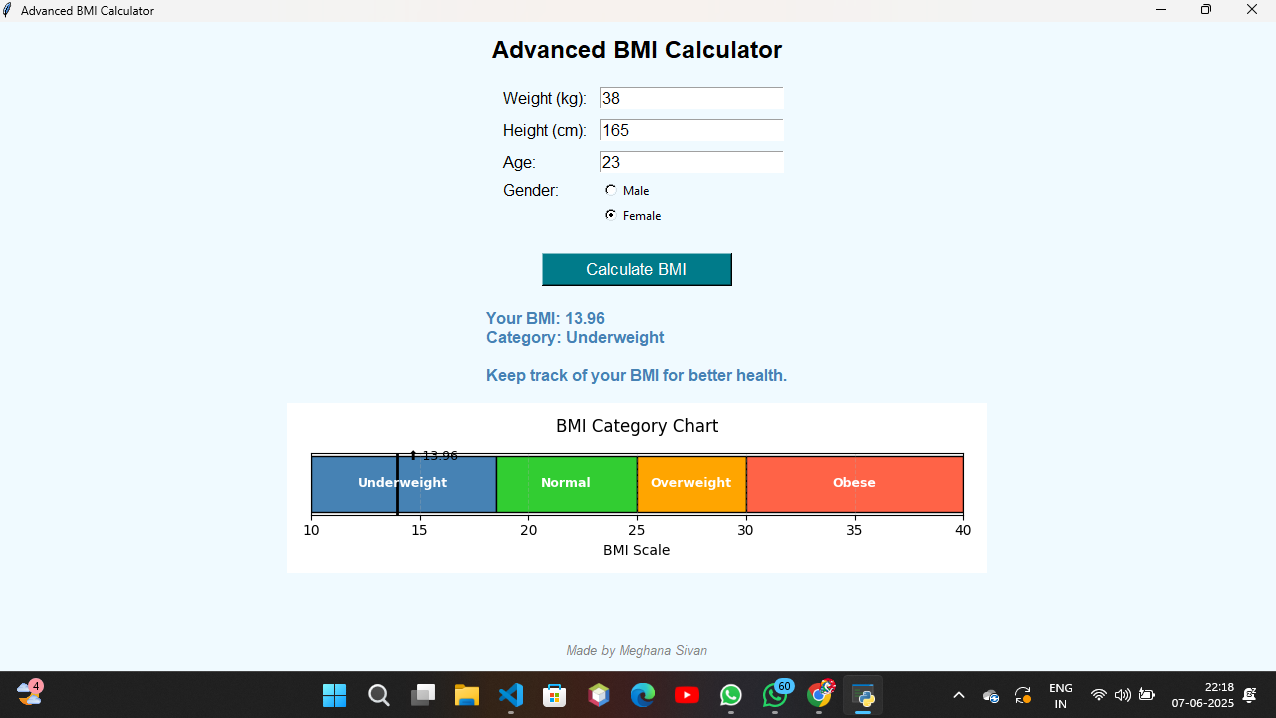 Advanced BMI Calculator
Advanced BMI Calculator
Weight (kg): 38
Height (cm): 165
Age: 23
Gender: Male
Female
Calculate BMI
Your BMI: 13.96
Category: Underweight
Keep track of your BMI for better health.
BMI Category Chart
⬆ 13.96
Underweight Normal Overweight Obese
10 15 20 25 30 35 40
BMI Scale
Made by Meghana Sivan
4 60 ENG 22:18
IN 07-06-2025